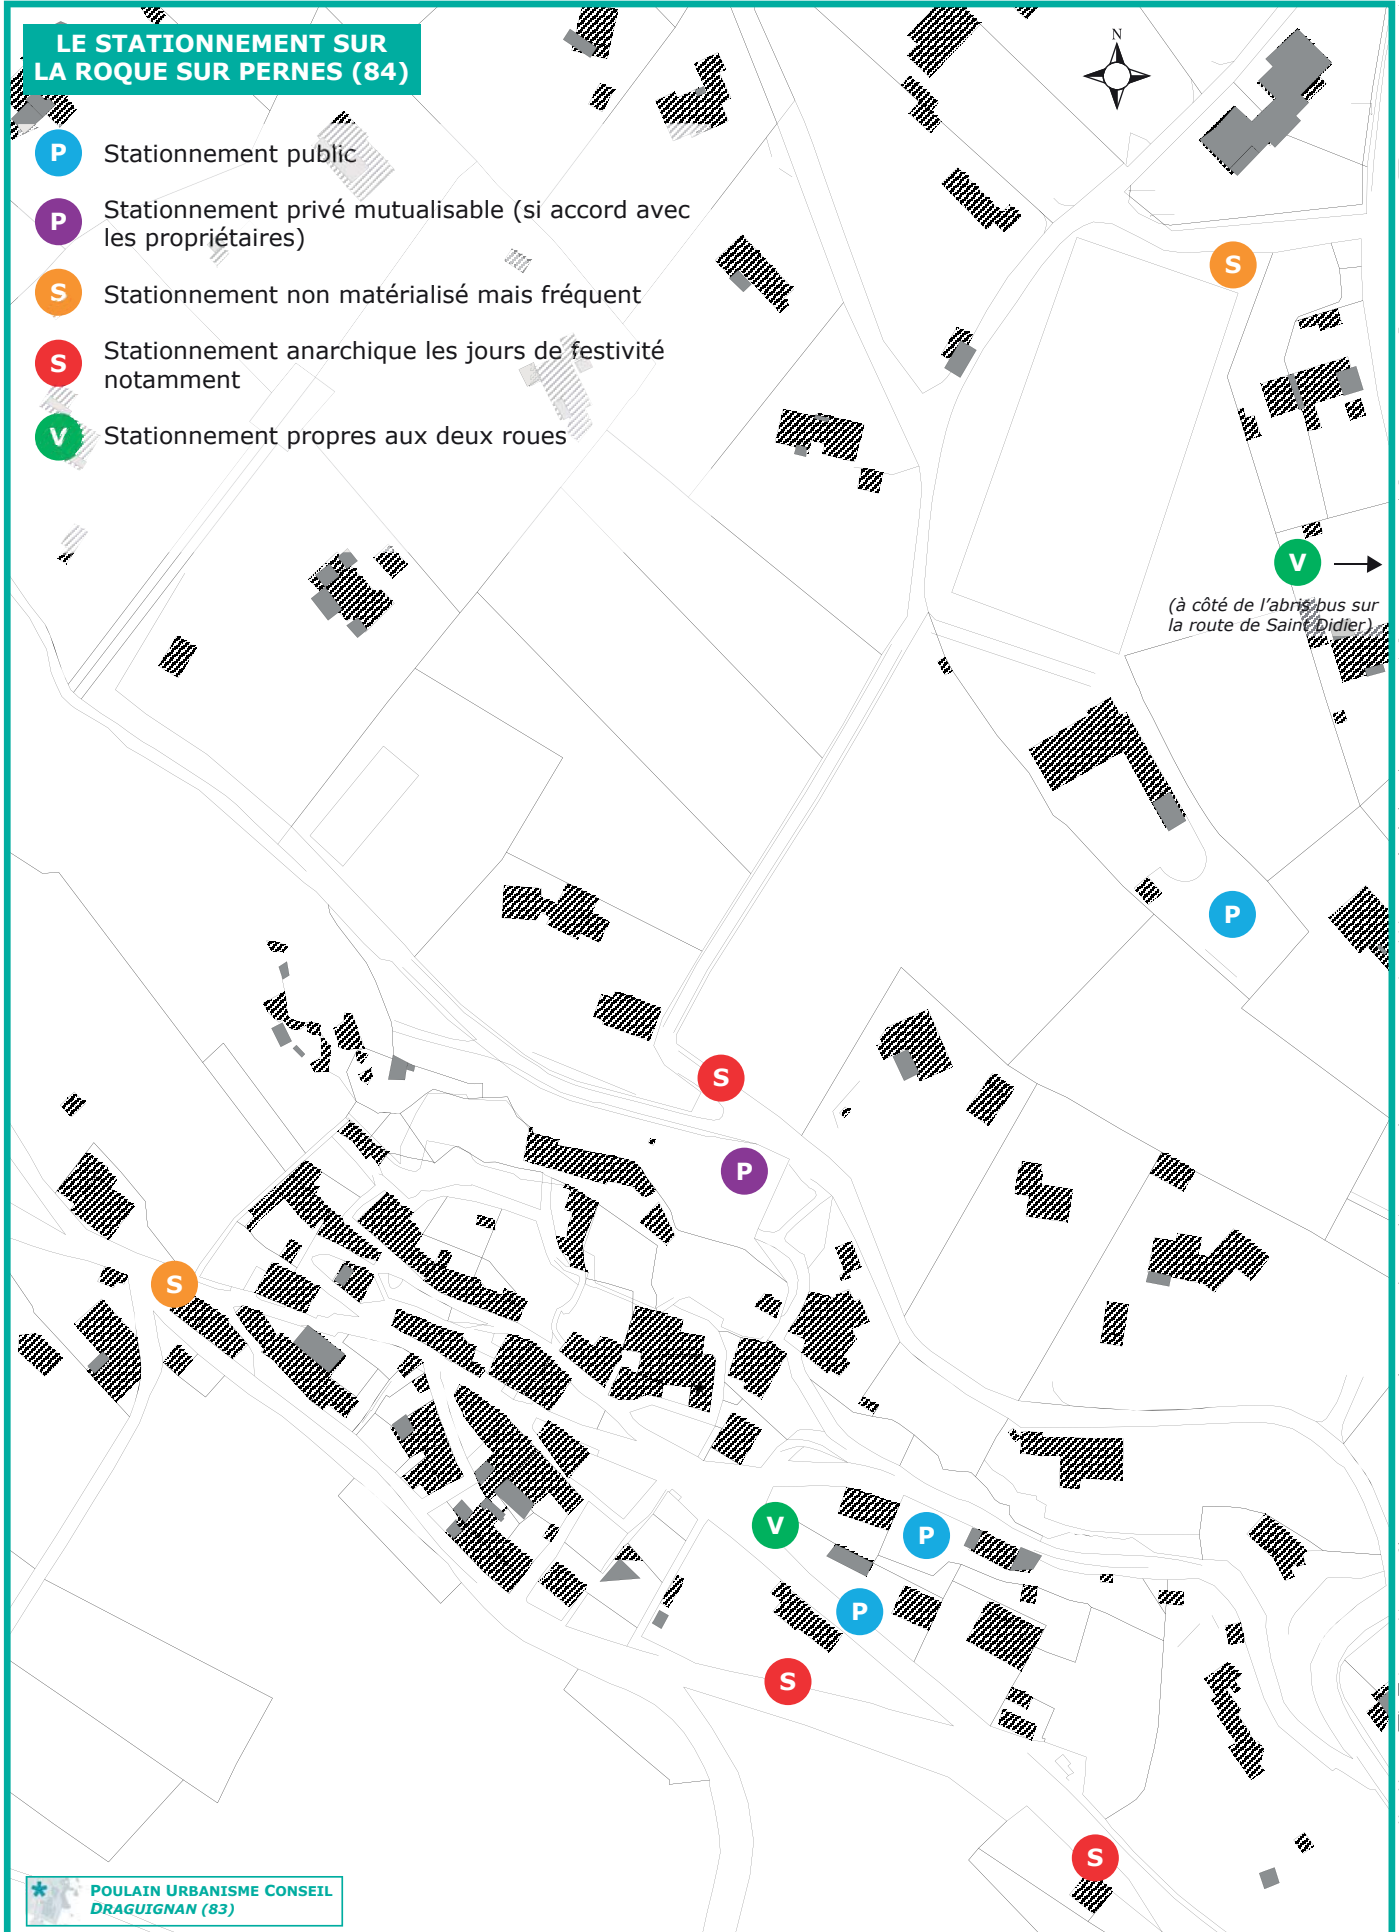 LE STATIONNEMENT SUR
LA ROQUE SUR PERNES (84)
N
P Stationnement public
P Stationnement privé mutualisable (si accord avec
les propriétaires)
S Stationnement non matérialisé mais fréquent
S Stationnement anarchique les jours de festivité
notamment
V Stationnement propres aux deux roues
S
V
(à côté de l'abris bus sur
la route de Saint Didier)
P
S
P
S
V
P
P
S
S
POULAIN URBANISME CONSEIL
DRAGUIGNAN (83)